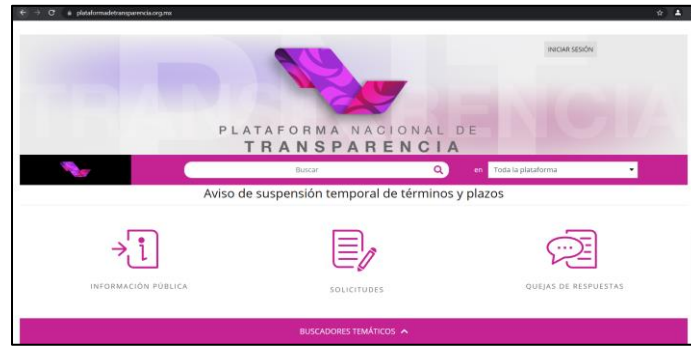 plataformadetransparencia.org.mx
INICIAR SESIÓN
PLATAFORMA NACIONAL DE
TRANSPARENCIA
Buscar
en Toda la plataforma
Aviso de suspensión temporal de términos y plazos
INFORMACIÓN PÚBLICA
SOLICITUDES
QUEJAS DE RESPUESTAS
BUSCADORES TEMÁTICOS